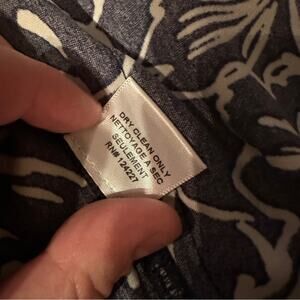 DRY CLEAN ONLY
NETTOYAGE A SEC
SEULEMENT
RN# 124227